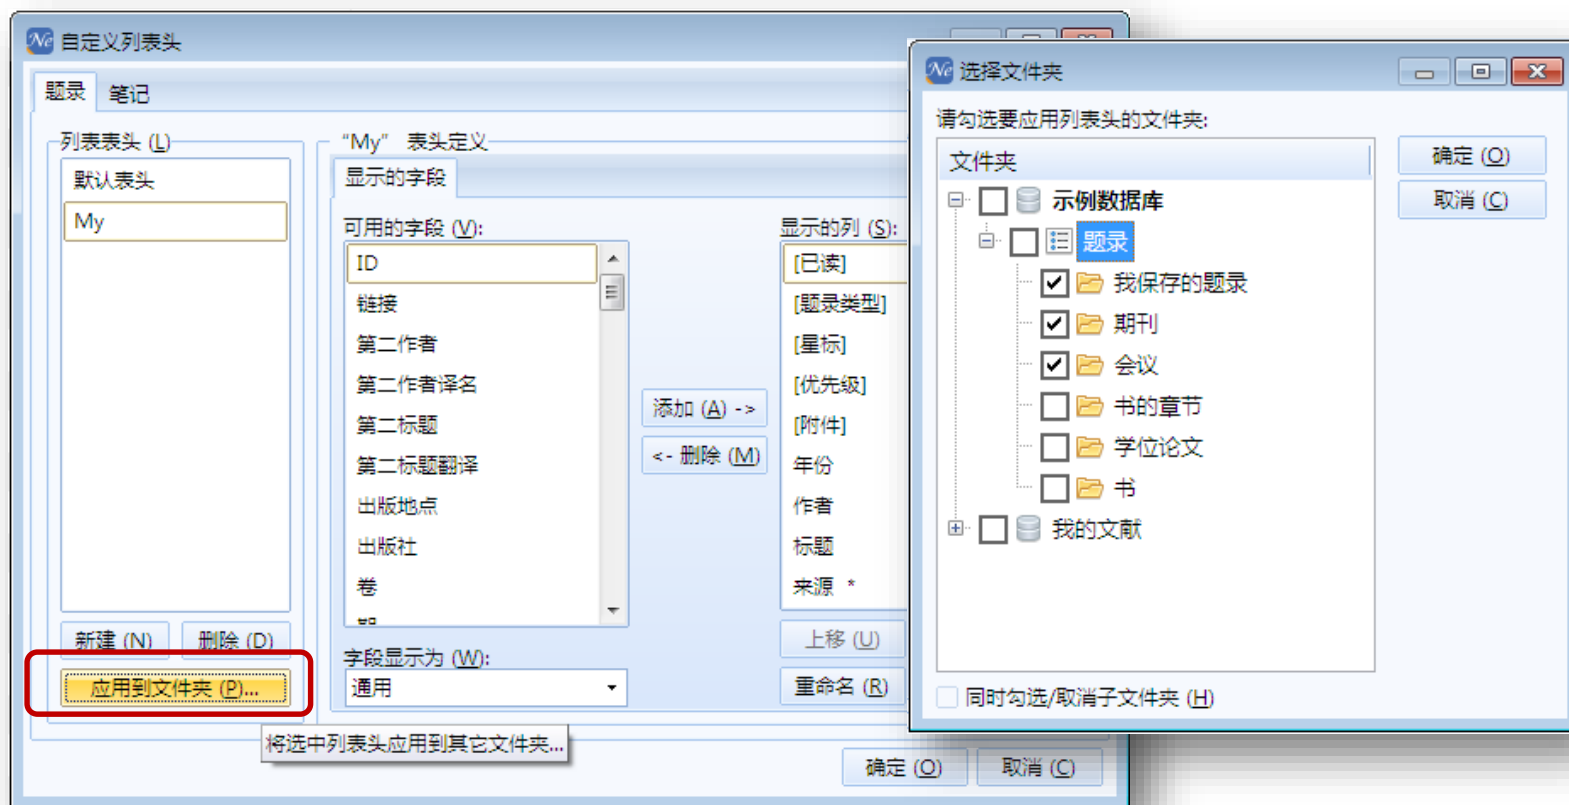 Ne 自定义列表头
题录 笔记
列表表头 (L)
默认表头
My
新建 (N) 删除 (D)
应用到文件夹 (P)...
将选中列表头应用到其它文件夹...
“My” 表头定义
显示的字段
可用的字段 (V):
ID
链接
第二作者
第二作者译名
第二标题
第二标题翻译
出版地点
出版社
卷
字段显示为 (W):
通用
添加 (A) ->
<- 删除 (M)
显示的列 (S):
[已读]
[题录类型]
[星标]
[优先级]
[附件]
年份
作者
标题
来源 *
上移 (U)
重命名 (R)
确定 (O) 取消 (C)
Ne 选择文件夹
请勾选要应用列表头的文件夹:
文件夹
示例数据库
题录
我保存的题录
期刊
会议
书的章节
学位论文
书
我的文献
同时勾选/取消子文件夹 (H)
确定 (O)
取消 (C)